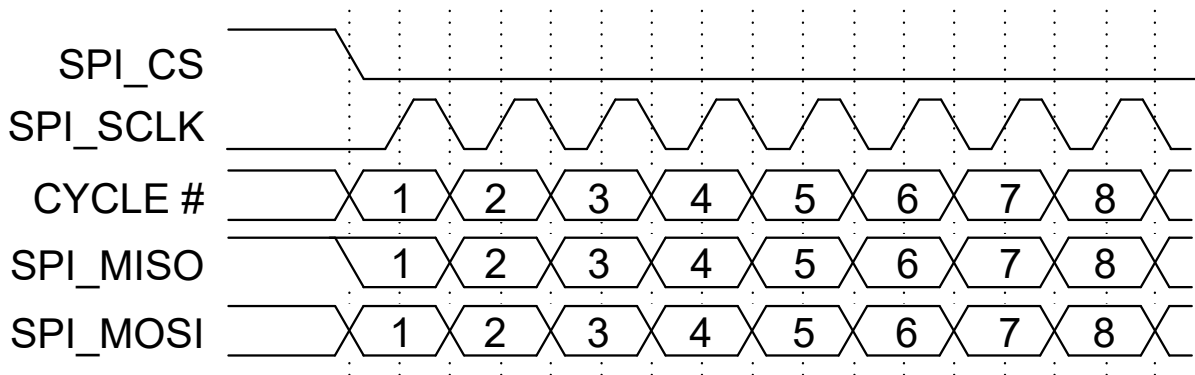 SPI_CS
SPI_SCLK
CYCLE # 1 2 3 4 5 6 7 8
SPI_MISO 1 2 3 4 5 6 7 8
SPI_MOSI 1 2 3 4 5 6 7 8